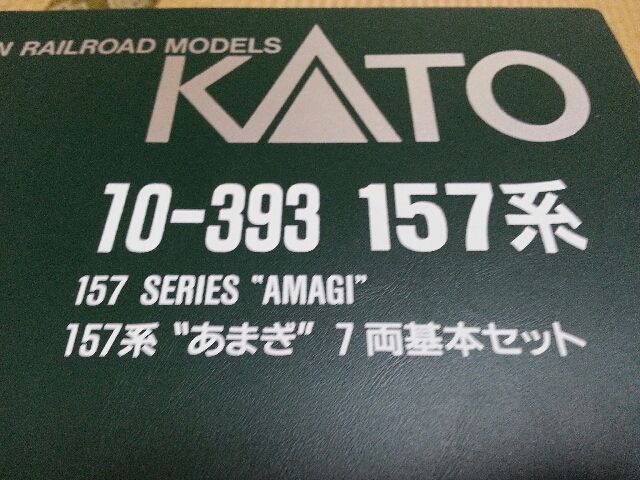 N RAILROAD MODELS
KATO
10-393 157系
157 SERIES "AMAGI"
157系 "あまぎ" 7両基本セット